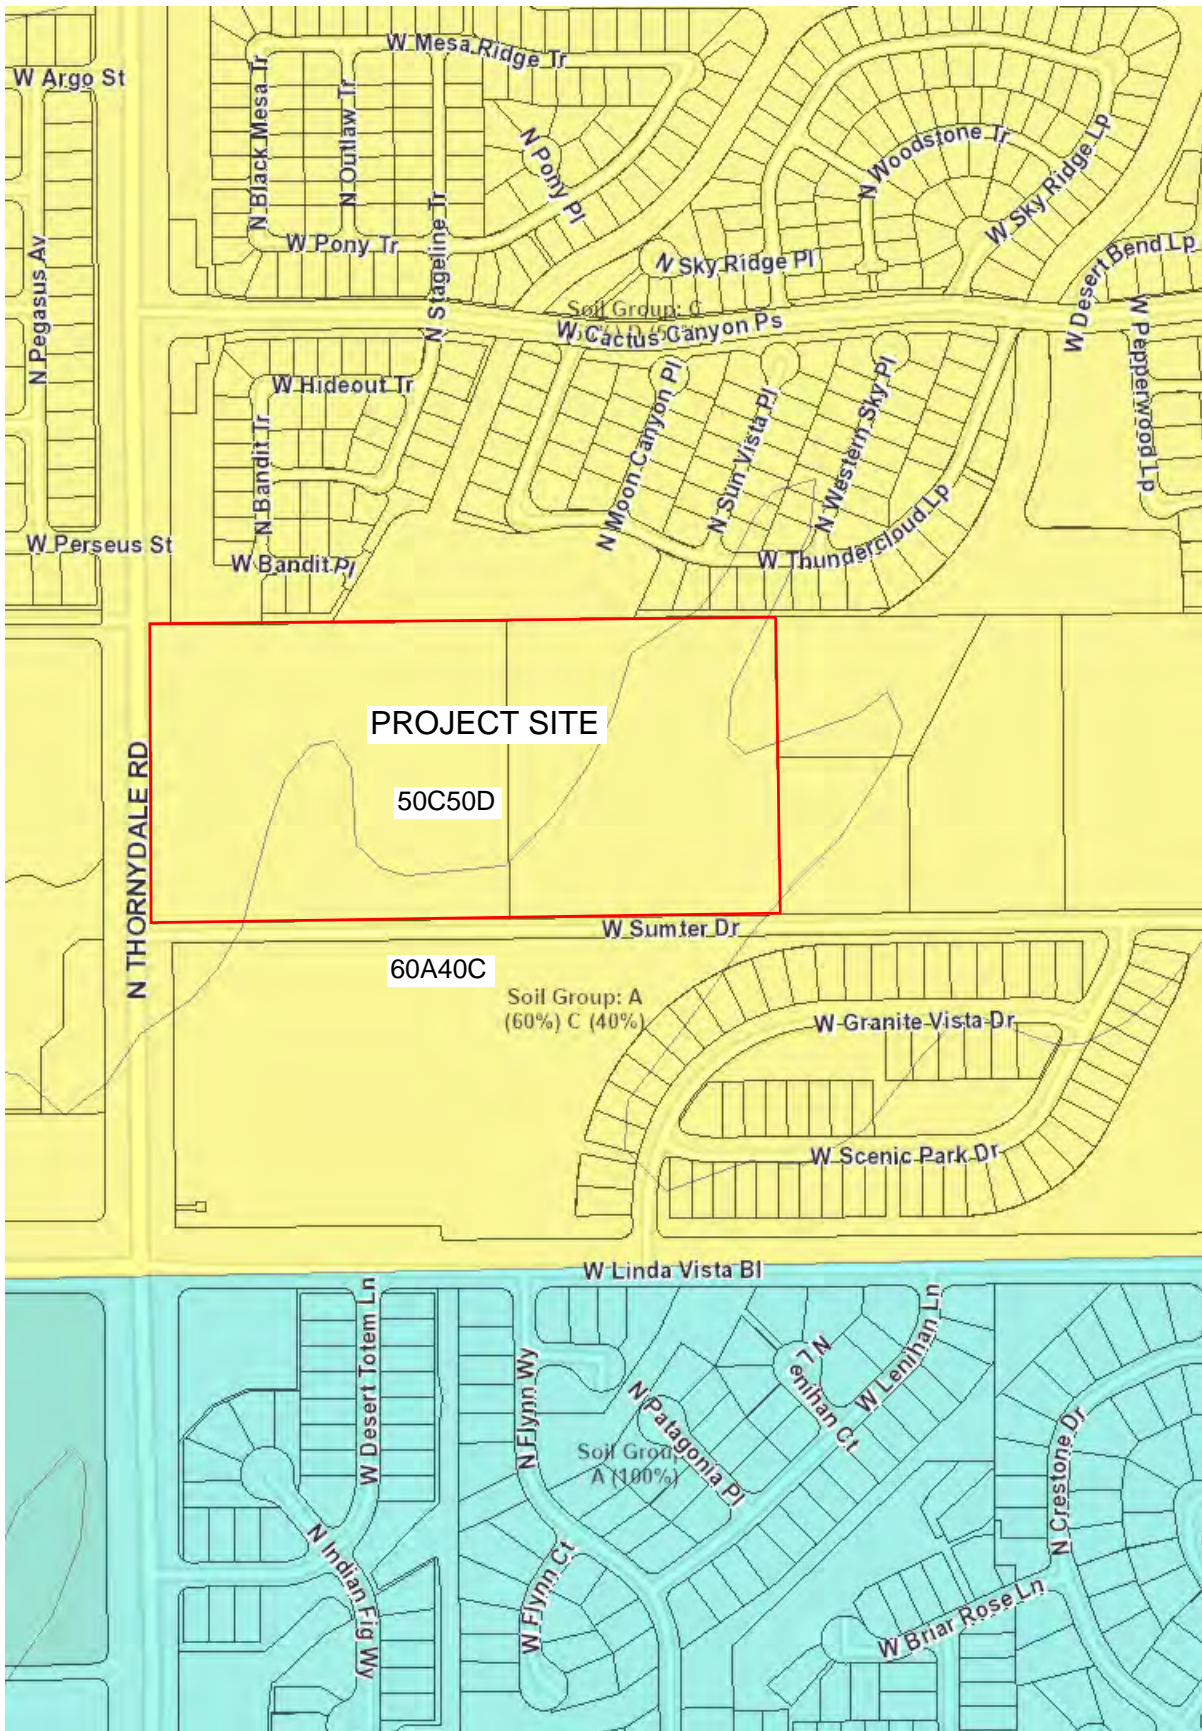 W Mesa Ridge Tr
W Argo St
N Black Mesa Tr
N Outlaw Tr
N Pony Pl
N Woodstone Tr
W Sky Ridge Lp
N Pegasus Av
W Pony Tr
N Stageline Tr
N Sky Ridge Pl
W Desert Bend Lp
Soil Group: C
W Cactus Canyon Ps
W Pepperwood Lp
W Hideout Tr
N Bandit Tr
N Moon Canyon Pl
N Sun Vista Pl
N Western Sky Pl
W Perseus St
W Bandit Pl
W Thundercloud Lp
PROJECT SITE
50C50D
N THORNYDALE RD
W Sumter Dr
60A40C
Soil Group: A
(60%) C (40%)
W Granite Vista Dr
W Scenic Park Dr
W Linda Vista Bl
W Desert Totem Ln
N Flynn Wy
N Patagonia Pl
N Lenihan Ct
W Lenihan Ln
N Crestone Dr
Soil Grou
A (100%)
N Indian Fig Wy
W Flynn Ct
W Briar Rose Ln